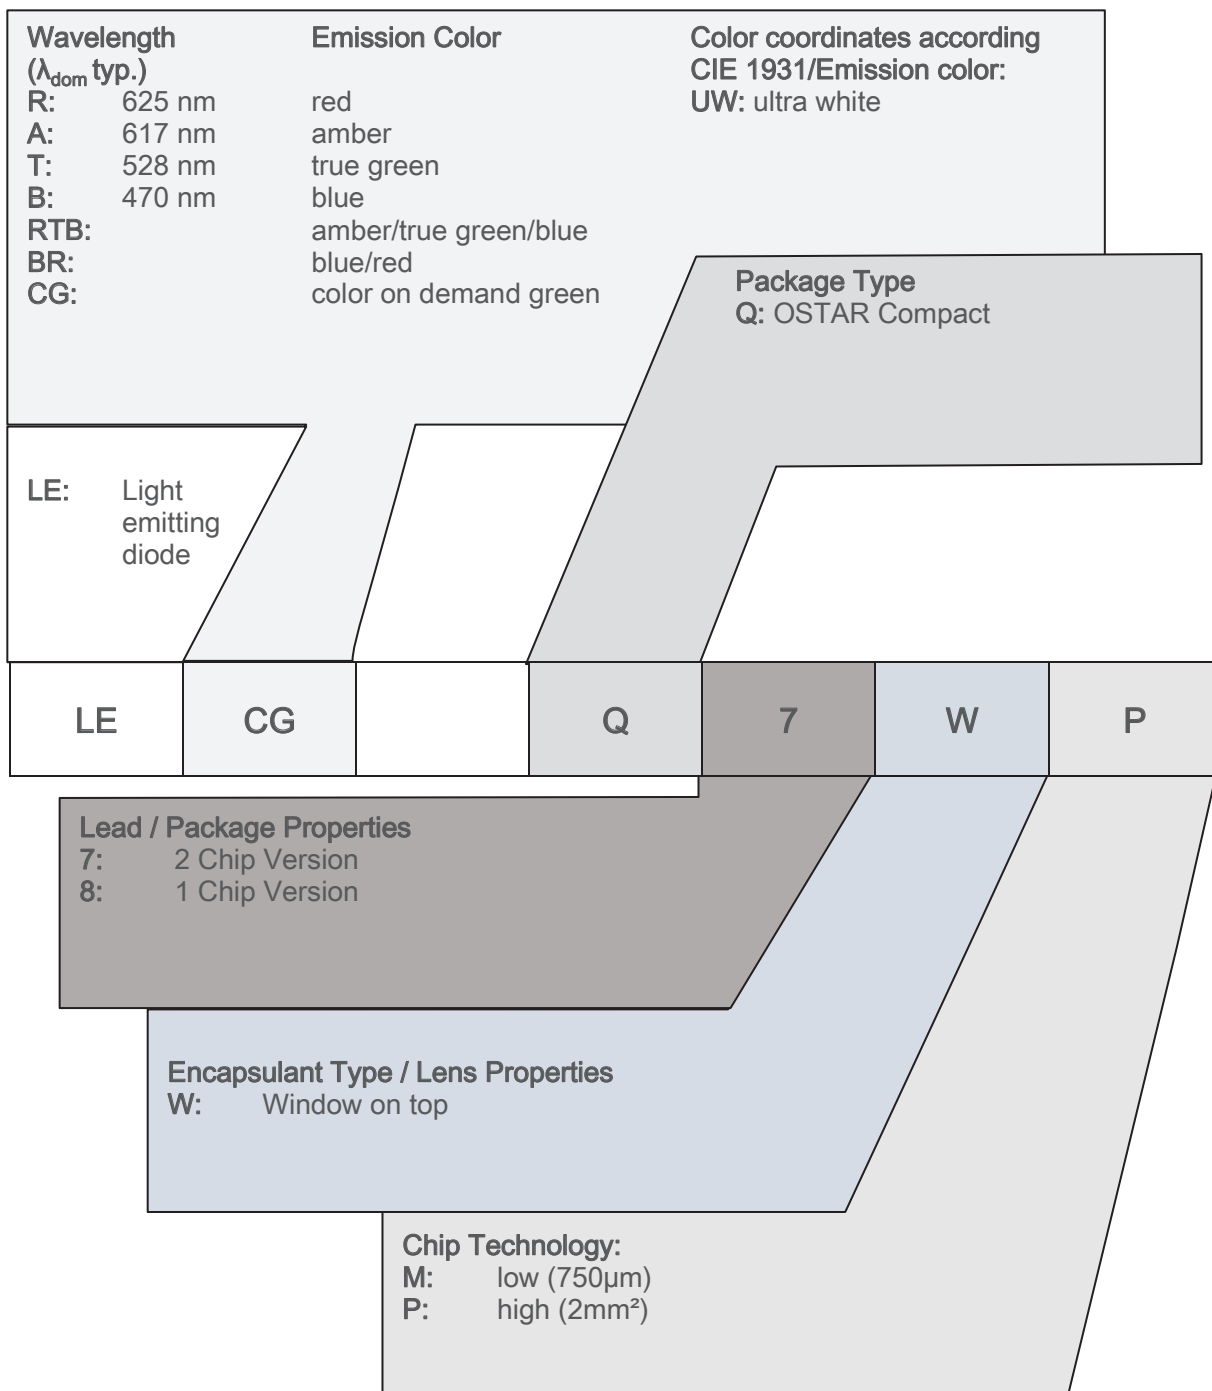 Wavelength Emission Color Color coordinates according
(λdom typ.) CIE 1931/Emission color:
R: 625 nm red UW: ultra white
A: 617 nm amber
T: 528 nm true green
B: 470 nm blue
RTB: amber/true green/blue
BR: blue/red
CG: color on demand green
Package Type
Q: OSTAR Compact
LE: Light
emitting
diode
LE CG Q 7 W P
Lead / Package Properties
7: 2 Chip Version
8: 1 Chip Version
Encapsulant Type / Lens Properties
W: Window on top
Chip Technology:
M: low (750µm)
P: high (2mm²)